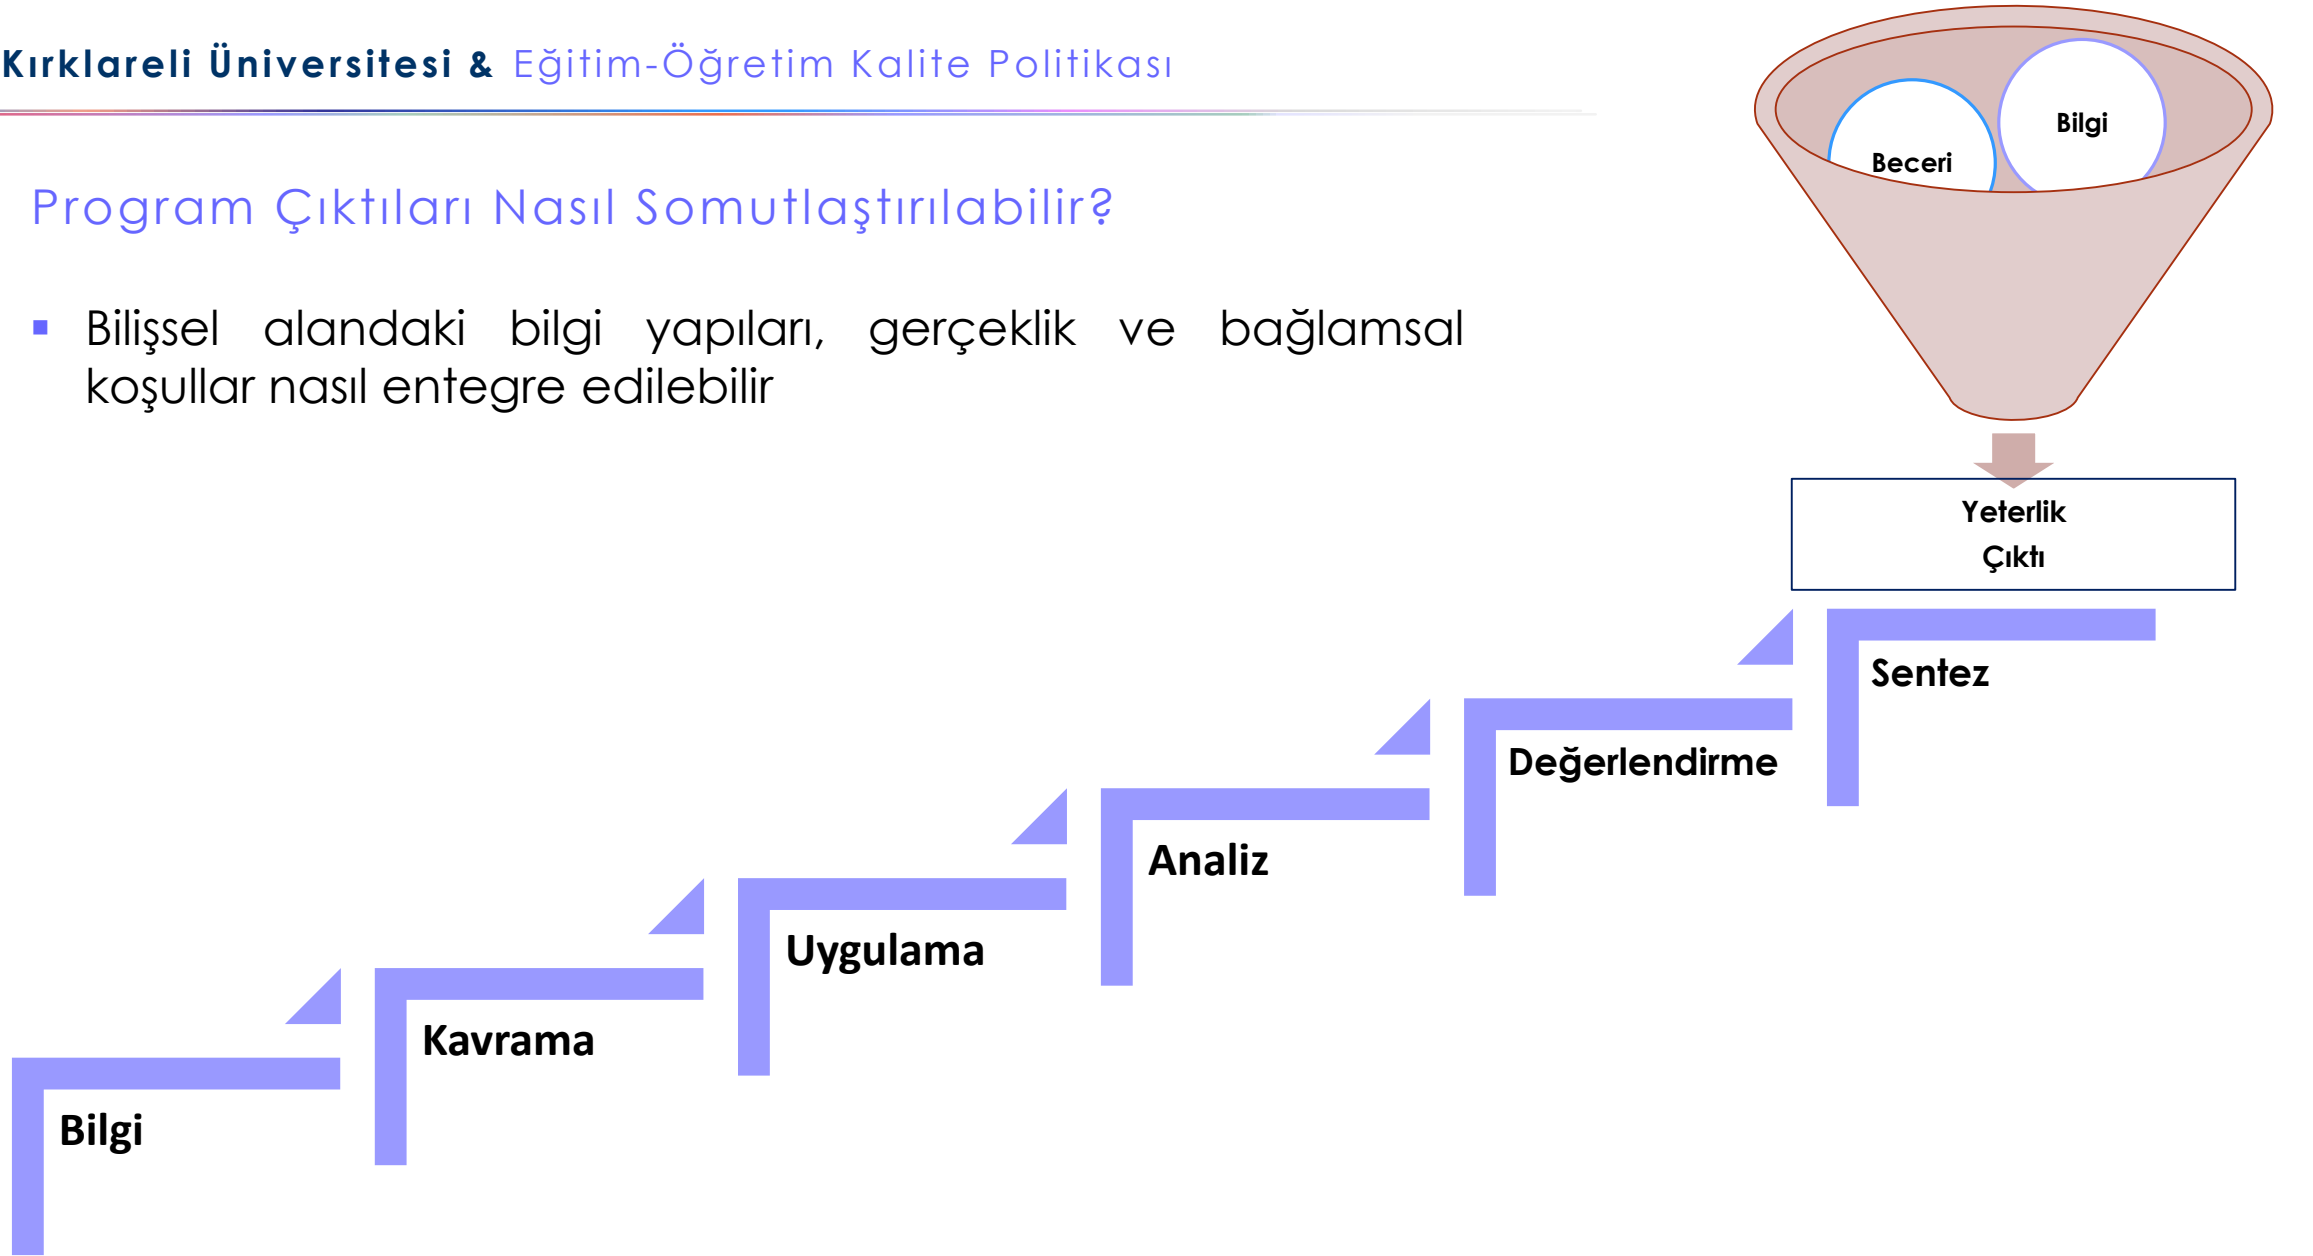 Kırklareli Üniversitesi & Eğitim-Öğretim Kalite Politikası
Program Çıktıları Nasıl Somutlaştırılabilir?
Bilişsel alandaki bilgi yapıları, gerçeklik ve bağlamsal
koşullar nasıl entegre edilebilir
Bilgi
Beceri
Yeterlik
Çıktı
Bilgi
Kavrama
Uygulama
Analiz
Değerlendirme
Sentez